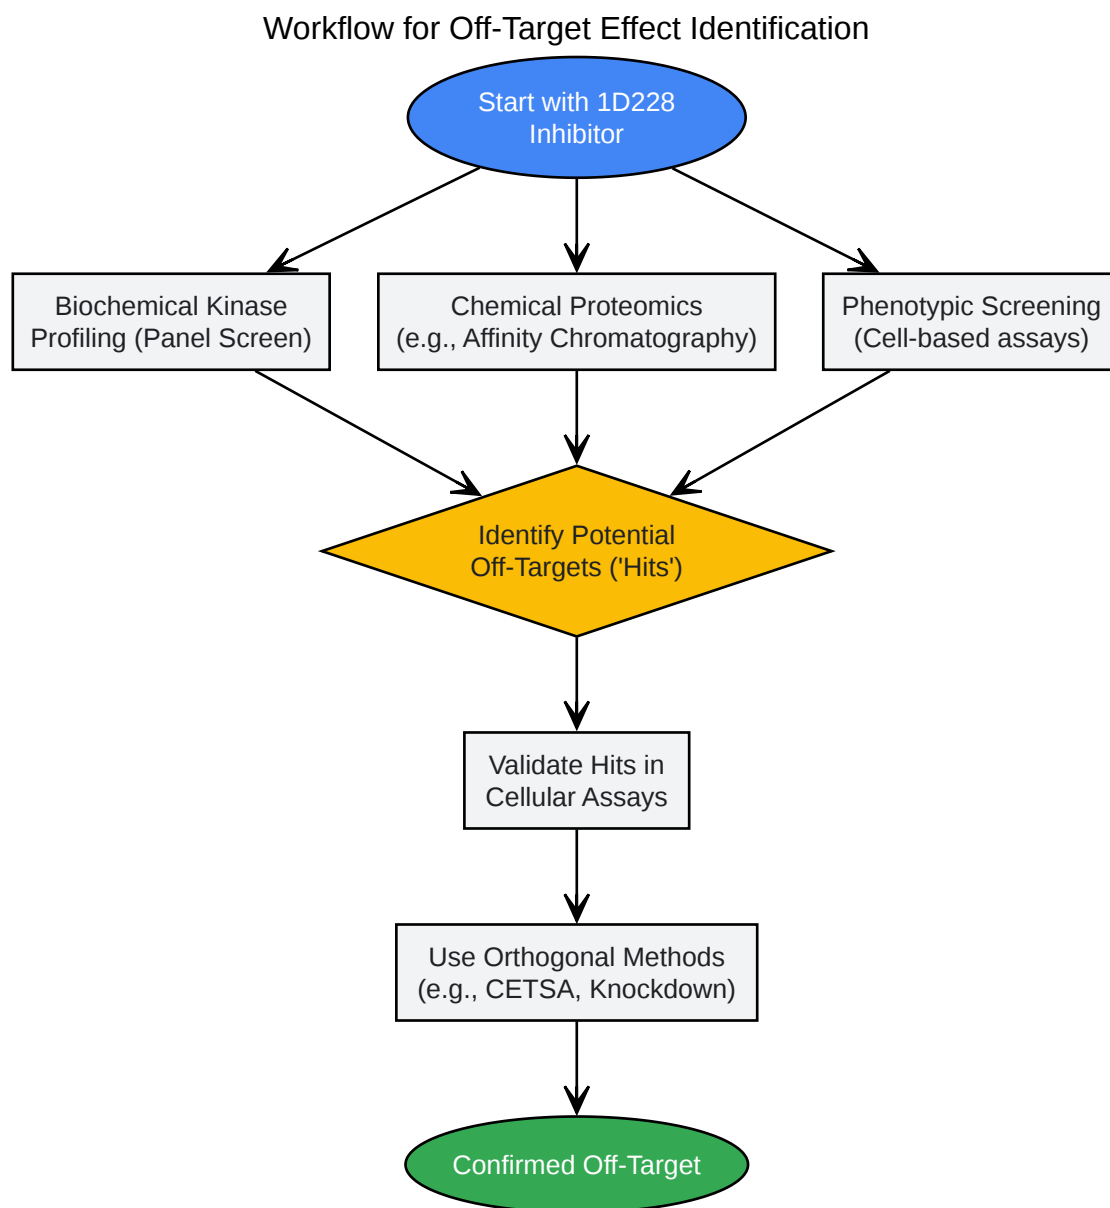 Workflow for Off-Target Effect Identification
Start with 1D228
Inhibitor
Biochemical Kinase
Profiling (Panel Screen)
Chemical Proteomics
(e.g., Affinity Chromatography)
Phenotypic Screening
(Cell-based assays)
Identify Potential
Off-Targets ('Hits')
Validate Hits in
Cellular Assays
Use Orthogonal Methods
(e.g., CETSA, Knockdown)
Confirmed Off-Target